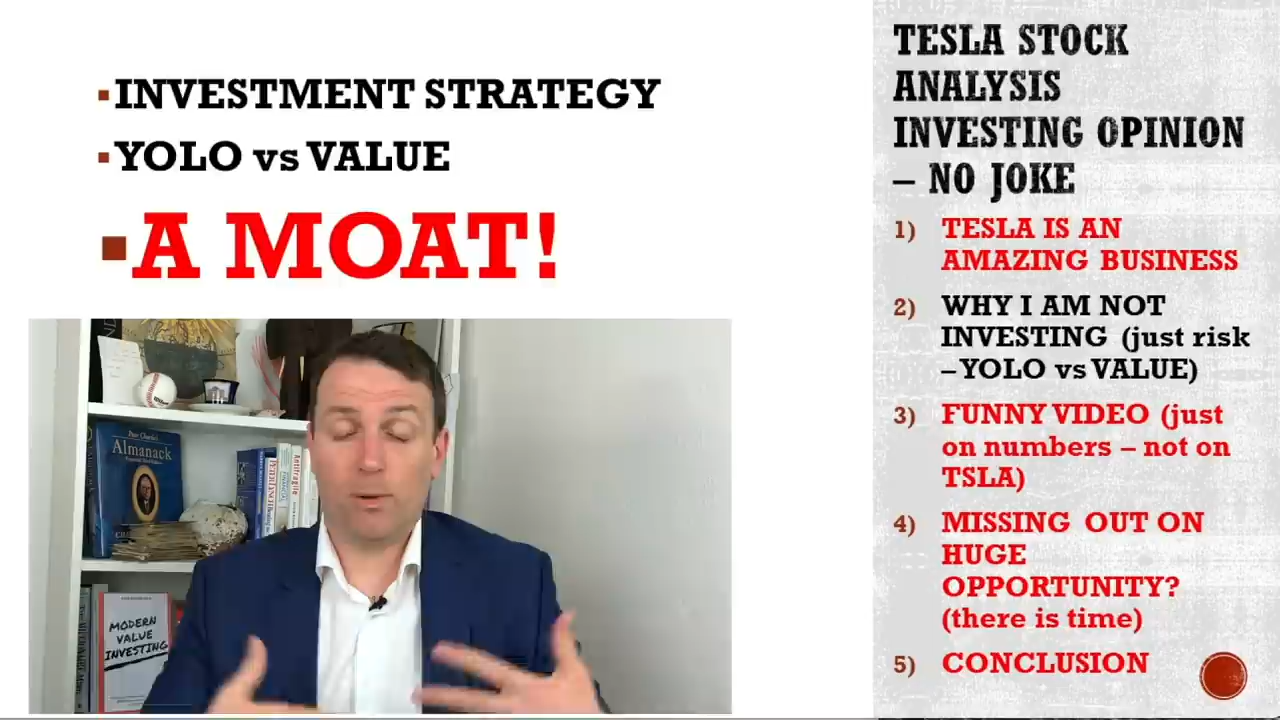 INVESTMENT STRATEGY
YOLO vs VALUE
A MOAT!
Almanack
Antifragile
MODERN
VALUE
INVESTING
TESLA STOCK
ANALYSIS
INVESTING OPINION
– NO JOKE
1) TESLA IS AN
AMAZING BUSINESS
2) WHY I AM NOT
INVESTING (just risk
–YOLO vs VALUE)
3) FUNNY VIDEO (just
on numbers – not on
TSLA)
4) MISSING OUT ON
HUGE
OPPORTUNITY?
(there is time)
5) CONCLUSION